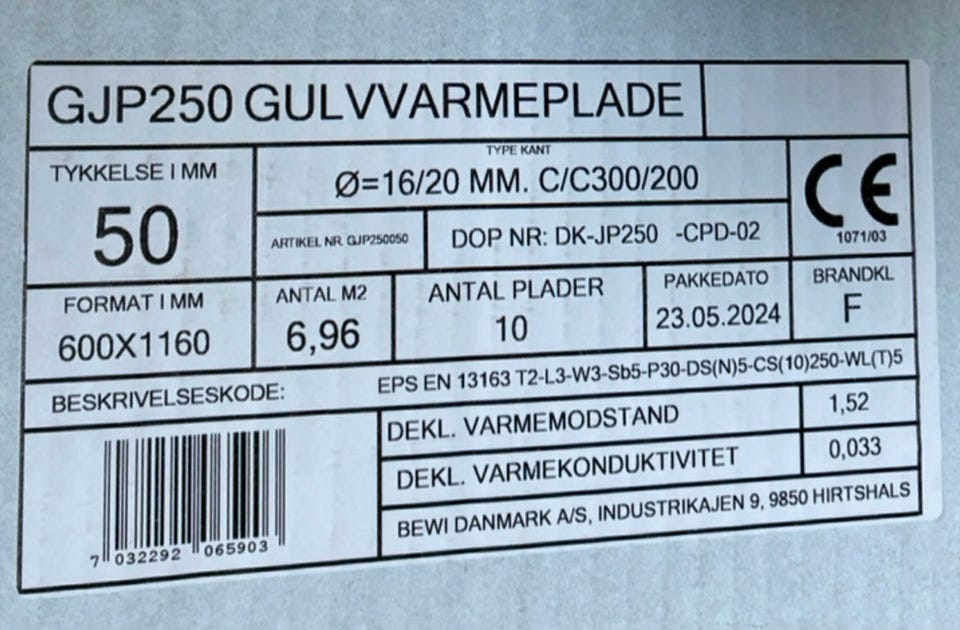 GJP250 GULVVARMEPLADE
TYKKELSE I MM
50
TYPE KANT
Ø=16/20 MM. C/C300/200
CE
1071/03
ARTIKEL NR. GJP250050
DOP NR: DK-JP250 -CPD-02
FORMAT I MM
600X1160
ANTAL M2
6,96
ANTAL PLADER
10
PAKKEDATO
23.05.2024
BRANDKL
F
BESKRIVELSESKODE: EPS EN 13163 T2-L3-W3-Sb5-P30-DS(N)5-CS(10)250-WL(T)5
DEKL. VARMEMODSTAND 1,52
DEKL. VARMEKONDUKTIVITET 0,033
BEWI DANMARK A/S, INDUSTRIKAJEN 9, 9850 HIRTSHALS
7 032292 065903